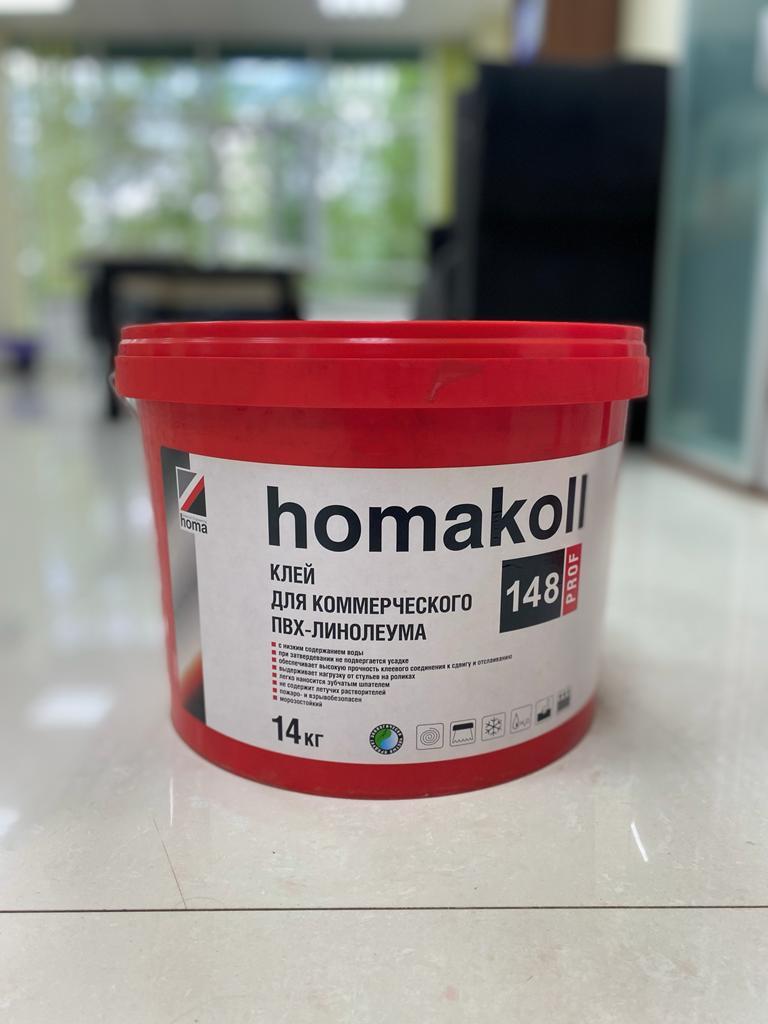 homa
homakoll
148 PROF
КЛЕЙ
ДЛЯ КОММЕРЧЕСКОГО
ПВХ-ЛИНОЛЕУМА
с низким содержанием воды
при затвердевании не подвергается усадке
обеспечивает высокую прочность клеевого соединения к сдвигу и отслаиванию
выдерживает нагрузку от стульев на роликах
легко наносится зубчатым шпателем
не содержит летучих растворителей
пожаро- и взрывобезопасен
морозостойкий
14 кг